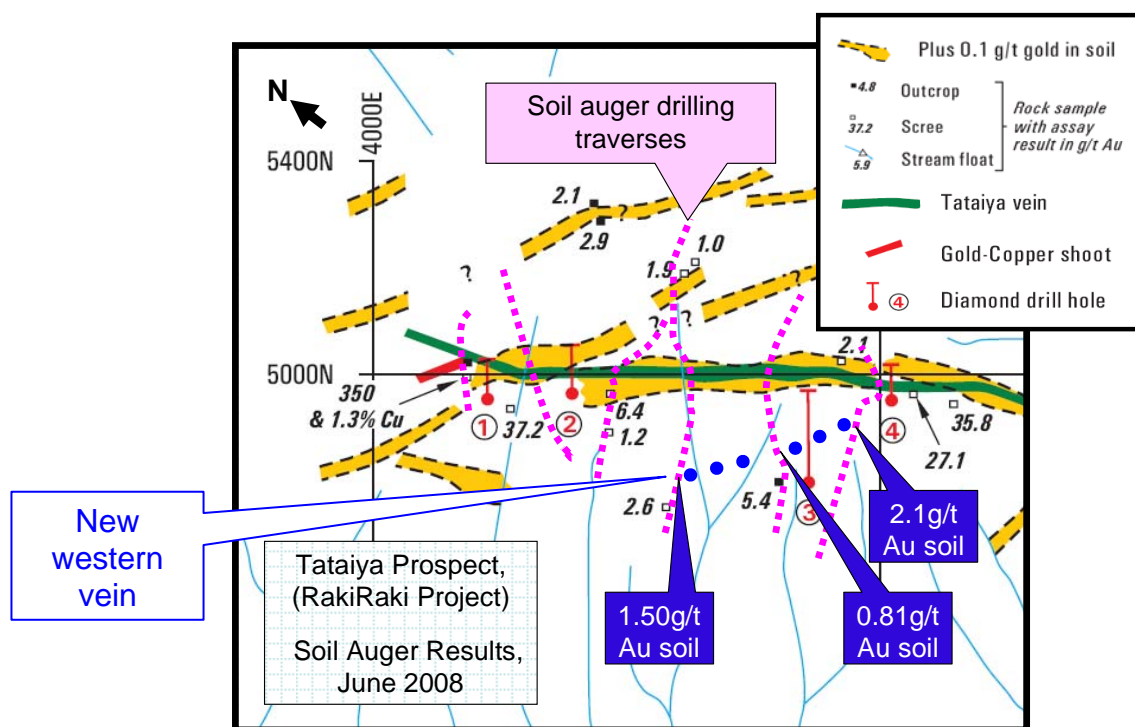 Plus 0.1 g/t gold in soil
4.8
Outcrop
37.2
Scree
5.9
Stream float
Rock sample
with assay
result in g/t Au
Tataiya vein
Gold-Copper shoot
4
Diamond drill hole
N
4000E
5400N
5000N
Soil auger drilling
traverses
2.1
2.9
?
1.0
1.9
?
?
? ?
2.1
350
& 1.3% Cu
1
37.2
2
6.4
1.2
4
27.1
35.8
2.6
5.4
3
New
western
vein
Tataiya Prospect,
(RakiRaki Project)
Soil Auger Results,
June 2008
1.50g/t
Au soil
0.81g/t
Au soil
2.1g/t
Au soil